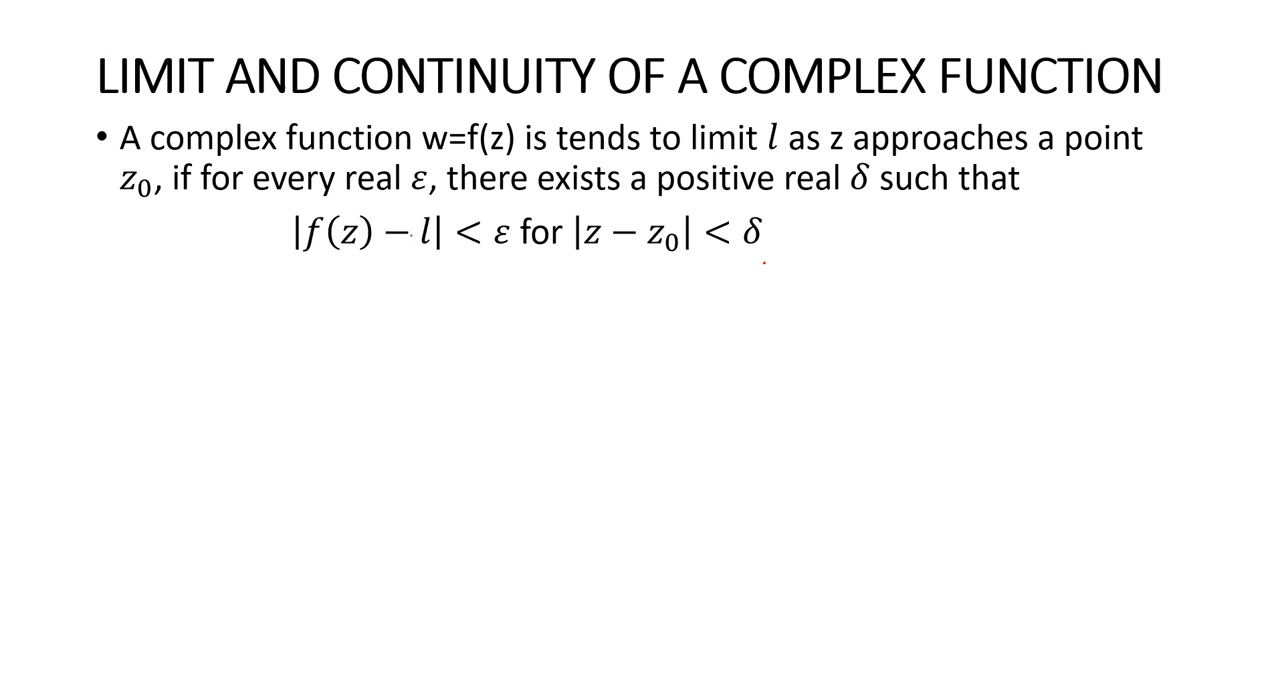 LIMIT AND CONTINUITY OF A COMPLEX FUNCTION
• A complex function w=f(z) is tends to limit 𝑙 as z approaches a point
𝑧₀, if for every real 𝜀, there exists a positive real 𝛿 such that
|𝑓(𝑧) − 𝑙| < 𝜀 for |𝑧 − 𝑧₀| < 𝛿